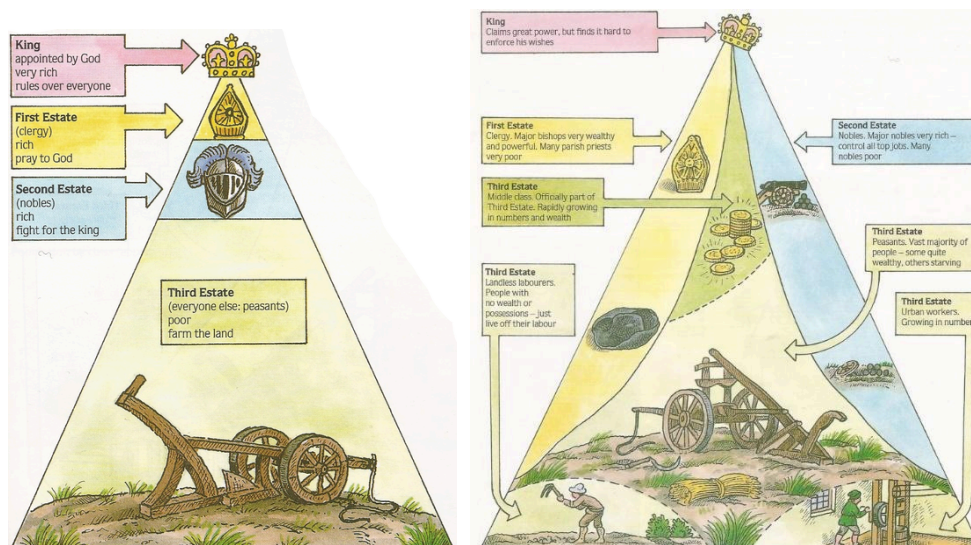 King
appointed by God
very rich
rules over everyone
First Estate
(clergy)
rich
pray to God
Second Estate
(nobles)
rich
fight for the king
Third Estate
(everyone else: peasants)
poor
farm the land
King
Claims great power, but finds it hard to
enforce his wishes
First Estate
Clergy. Major bishops very wealthy
and powerful. Many parish priests
very poor
Second Estate
Nobles. Major nobles very rich –
control all top jobs. Many
nobles poor
Third Estate
Middle class. Officially part of
Third Estate. Rapidly growing
in numbers and wealth
Third Estate
Peasants. Vast majority of
people – some quite
wealthy, others starving
Third Estate
Landless labourers.
People with
no wealth or
possessions – just
live off their labour
Third Estate
Urban workers.
Growing in number